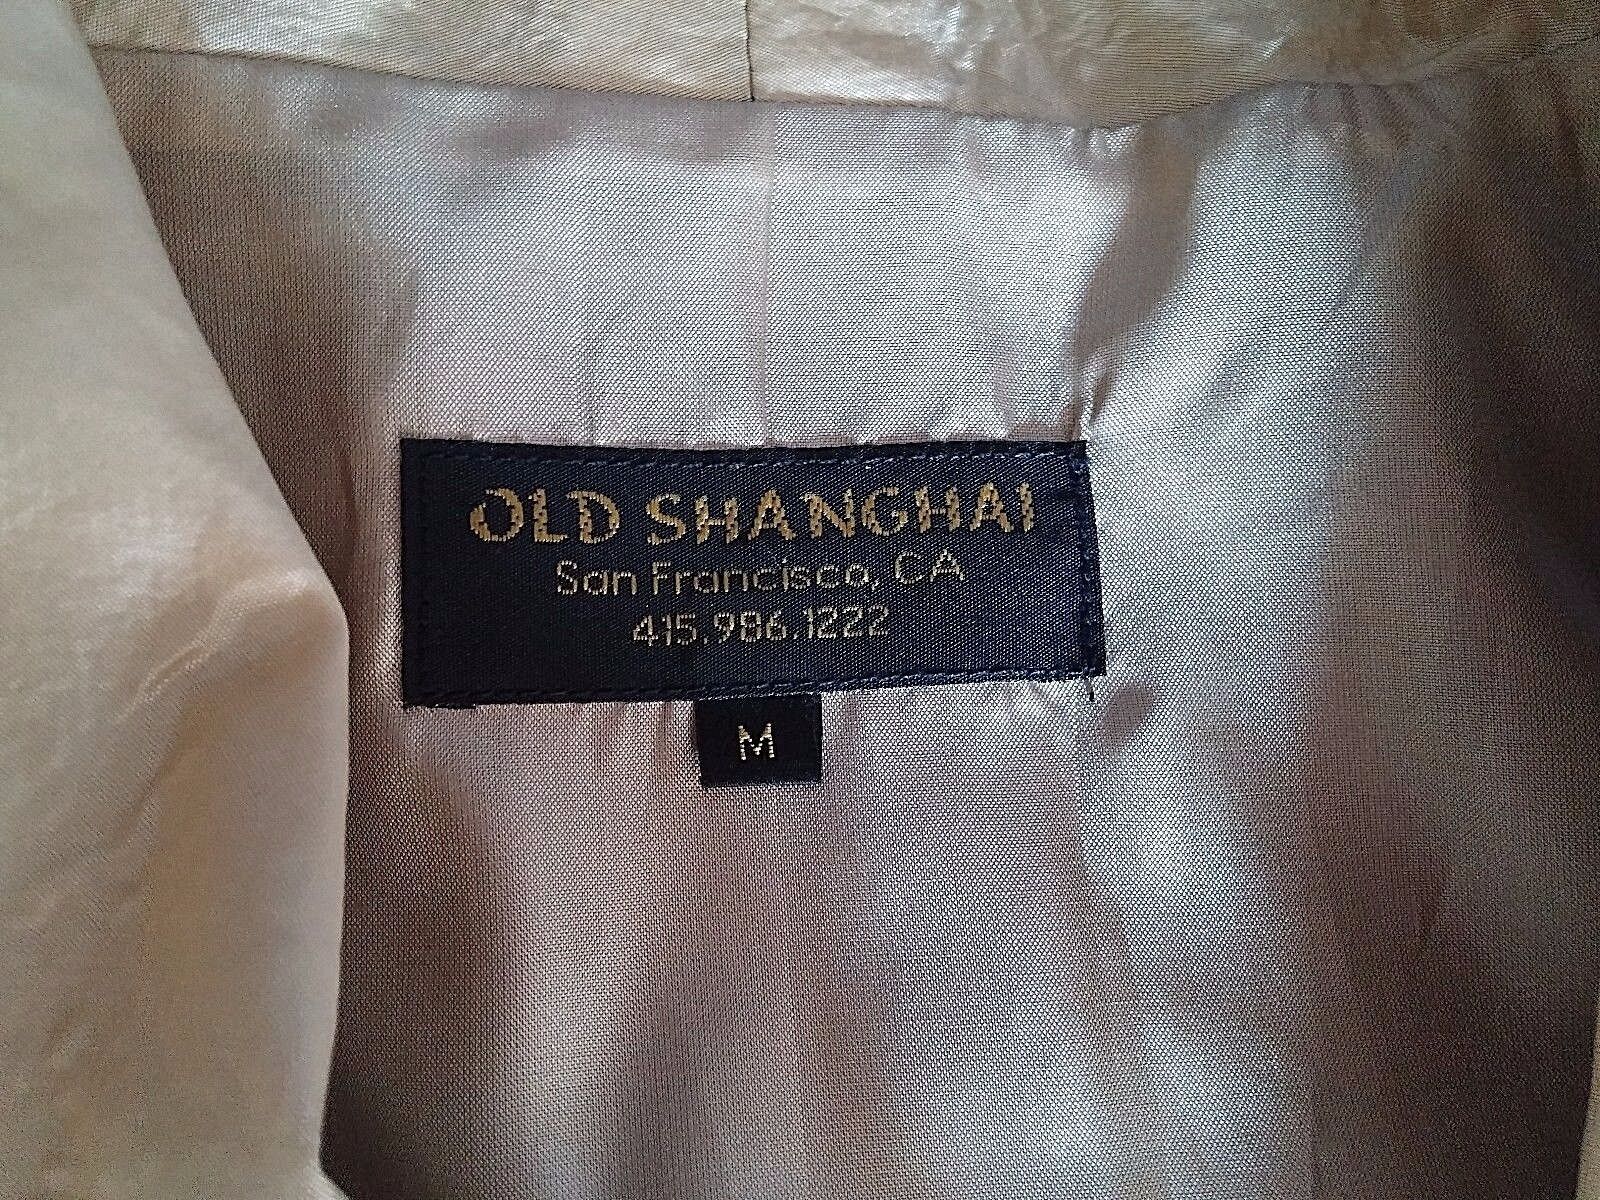 OLD SHANGHAI
San Francisco, CA
415.986.1222
M